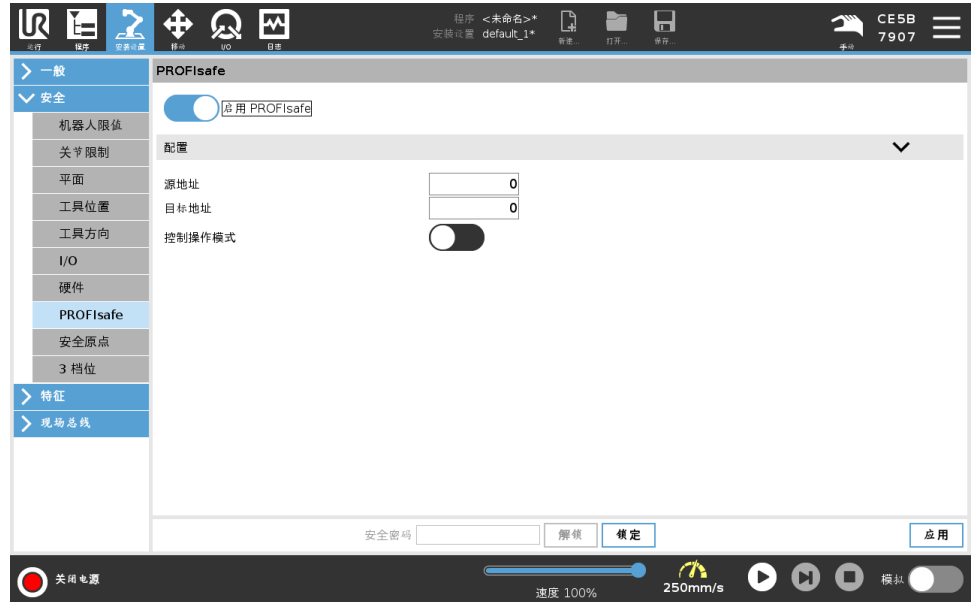 UR
运行
程序
安装设置
移动
I/O
日志
程序 <未命名>*
安装设置 default_1*
新建...
打开...
保存...
手动
CE5B
7907
一般
安全
机器人限值
关节限制
平面
工具位置
工具方向
I/O
硬件
PROFIsafe
安全原点
3 档位
特征
现场总线
PROFIsafe
启用 PROFIsafe
配置
源地址 0
目标地址 0
控制操作模式
安全密码 解锁 锁定 应用
关闭电源
速度 100%
250mm/s
模拟